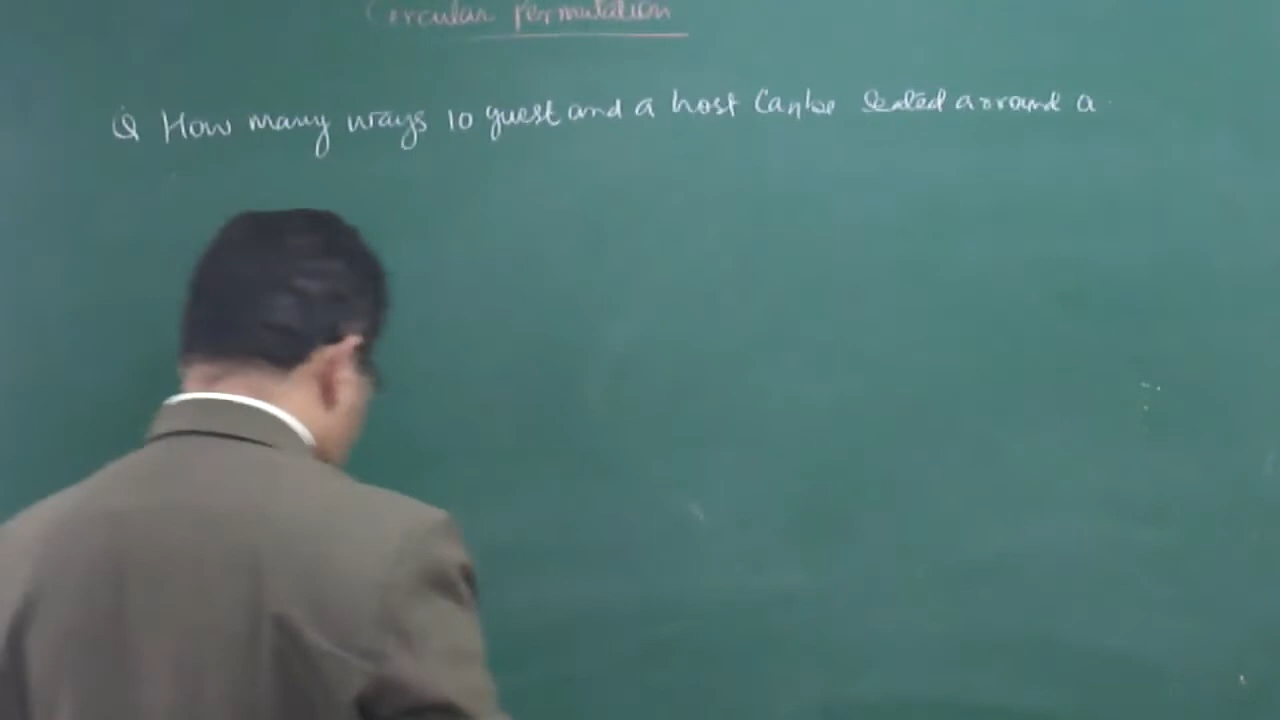 Circular Permutation
Q How many ways 10 guest and a host can be seated around a